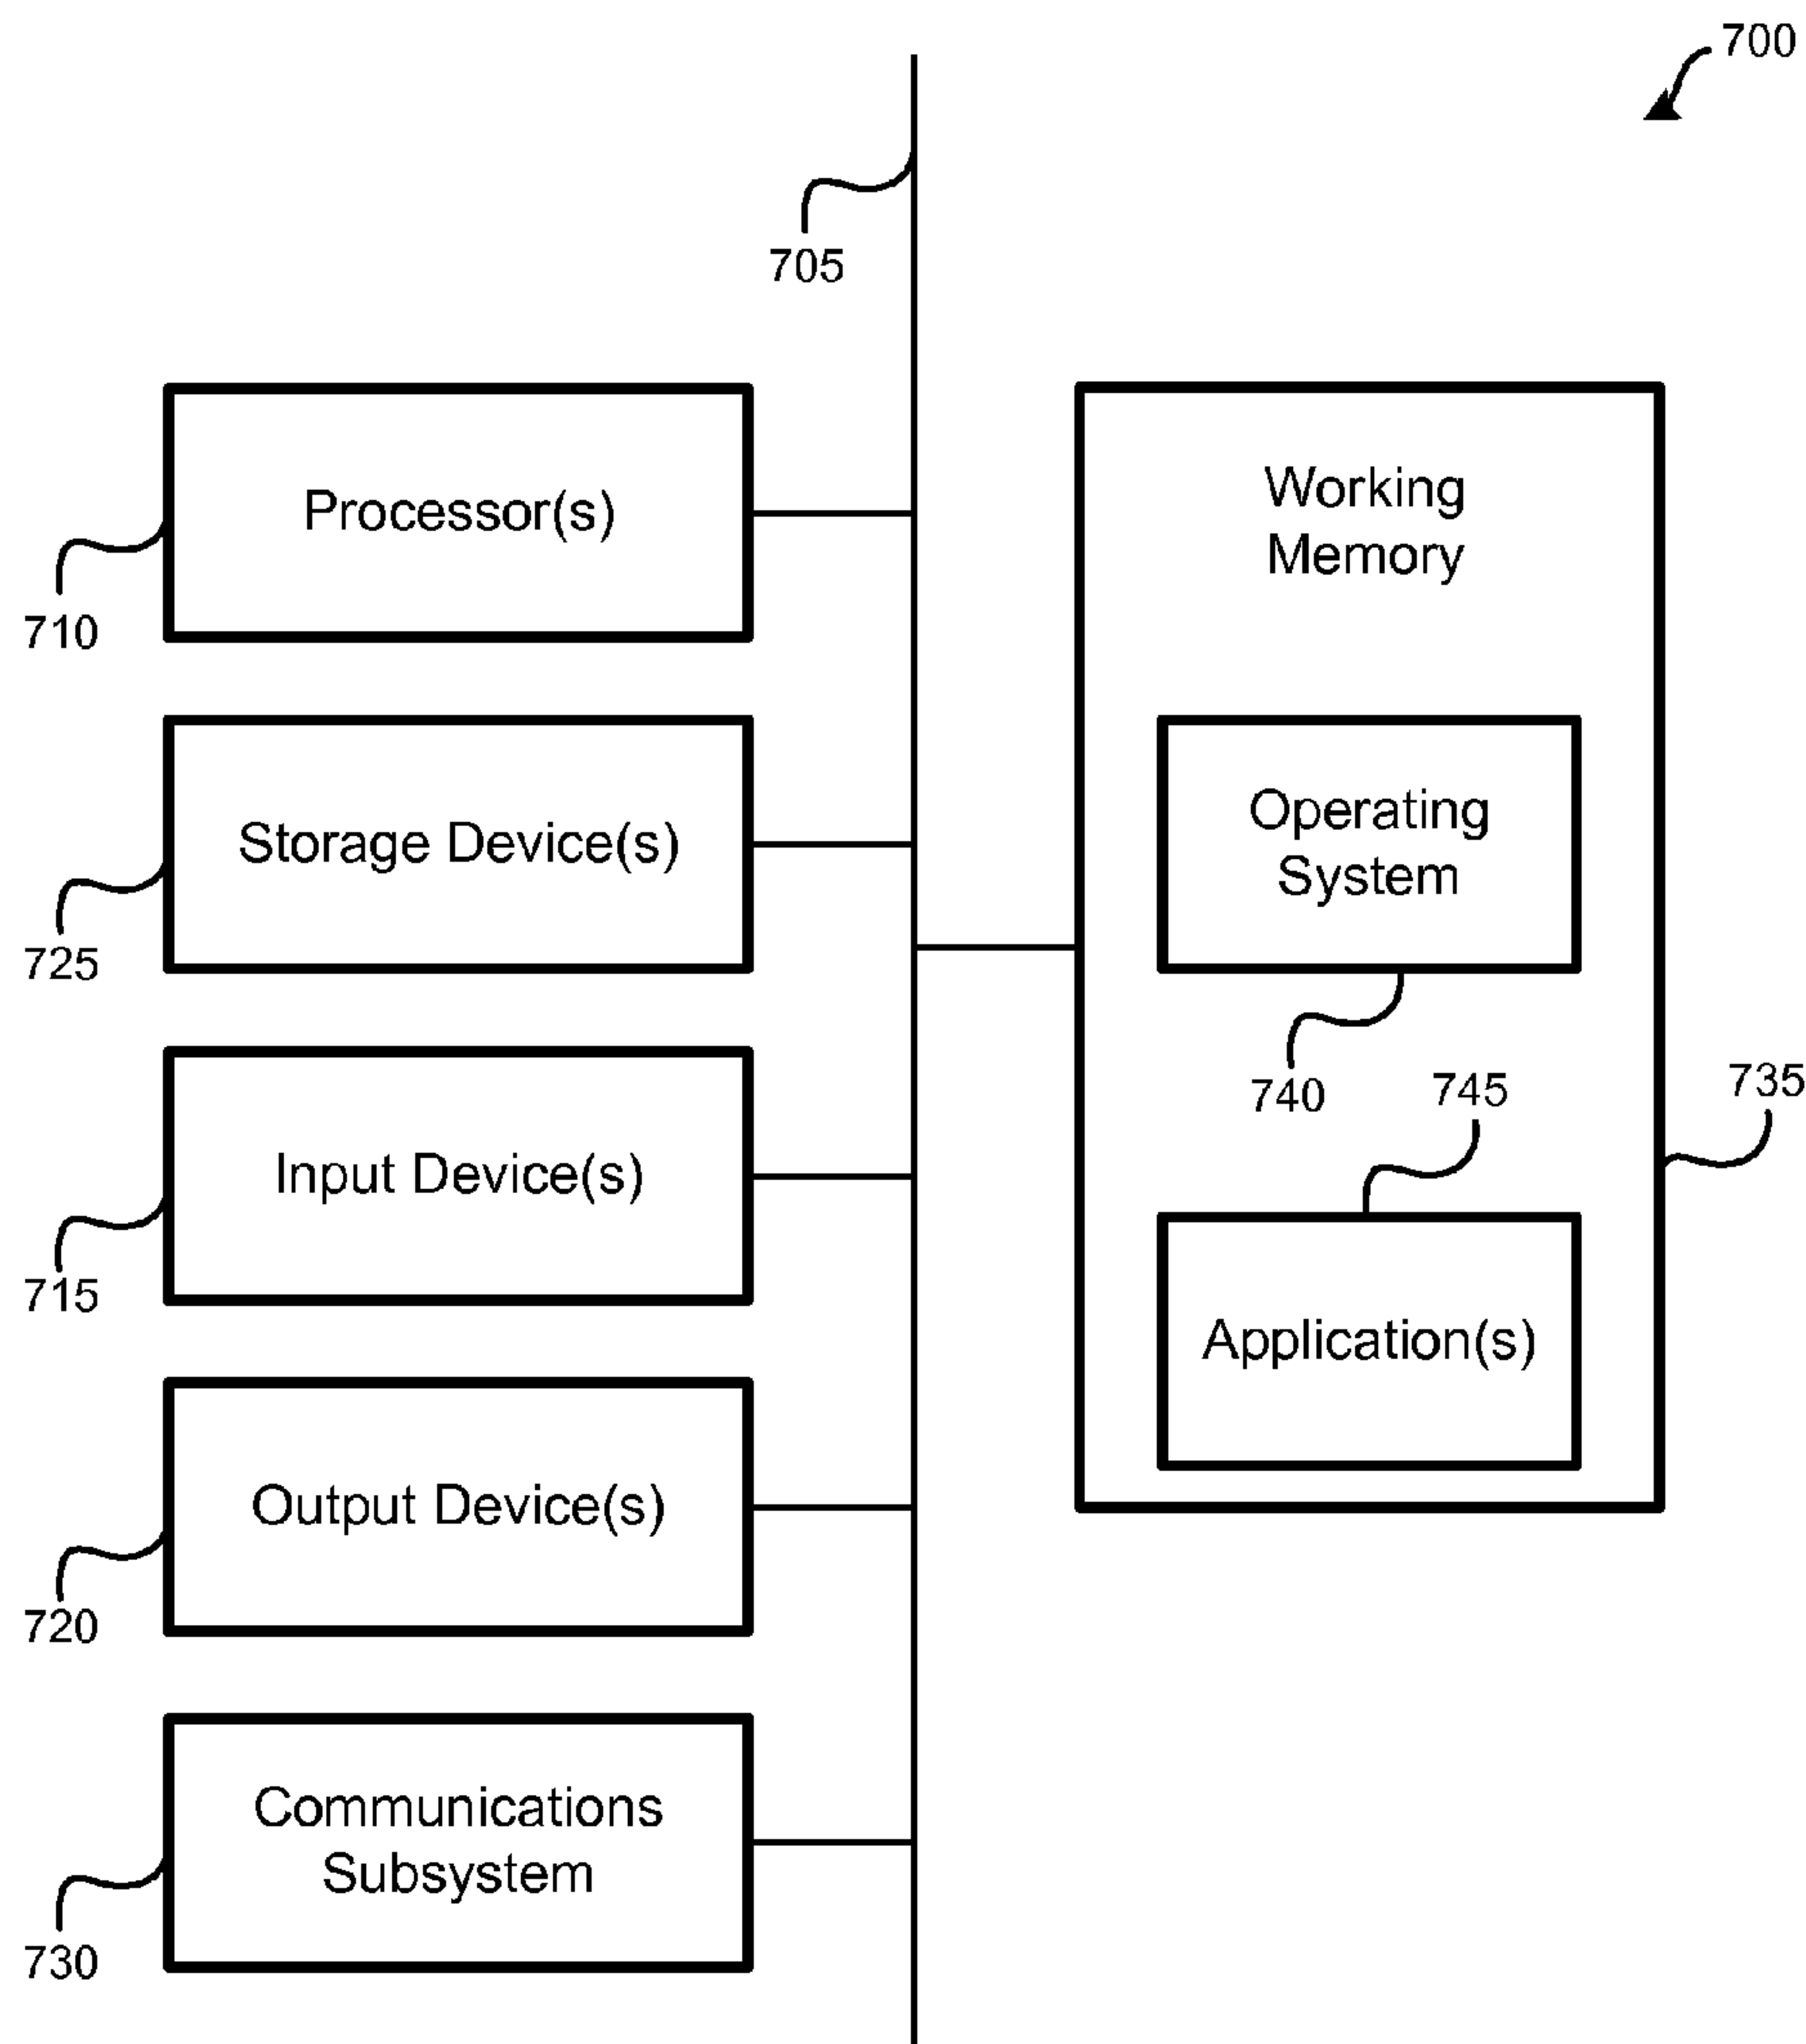 700
705
Processor(s)
710
Storage Device(s)
725
Input Device(s)
715
Output Device(s)
720
Communications
Subsystem
730
Working
Memory
Operating
System
740
745
735
Application(s)